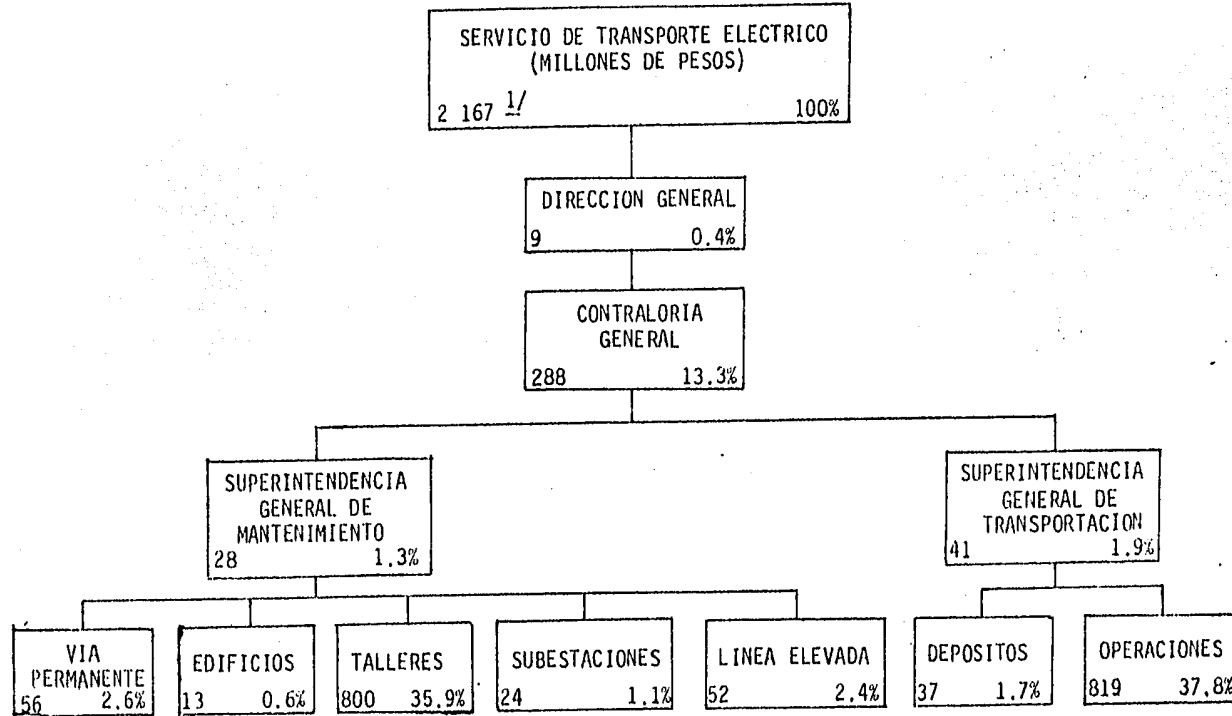 SERVICIO DE TRANSPORTE ELECTRICO
(MILLONES DE PESOS)
2 167 1/ 100%
DIRECCION GENERAL
9 0.4%
CONTRALORIA
GENERAL
288 13.3%
SUPERINTENDENCIA
GENERAL DE
MANTENIMIENTO
28 1.3%
SUPERINTENDENCIA
GENERAL DE
TRANSPORTACION
41 1.9%
VIA
PERMANENTE
56 2.6%
EDIFICIOS
13 0.6%
TALLERES
800 35.9%
SUBESTACIONES
24 1.1%
LINEA ELEVADA
52 2.4%
DEPOSITOS
37 1.7%
OPERACIONES
819 37.8%